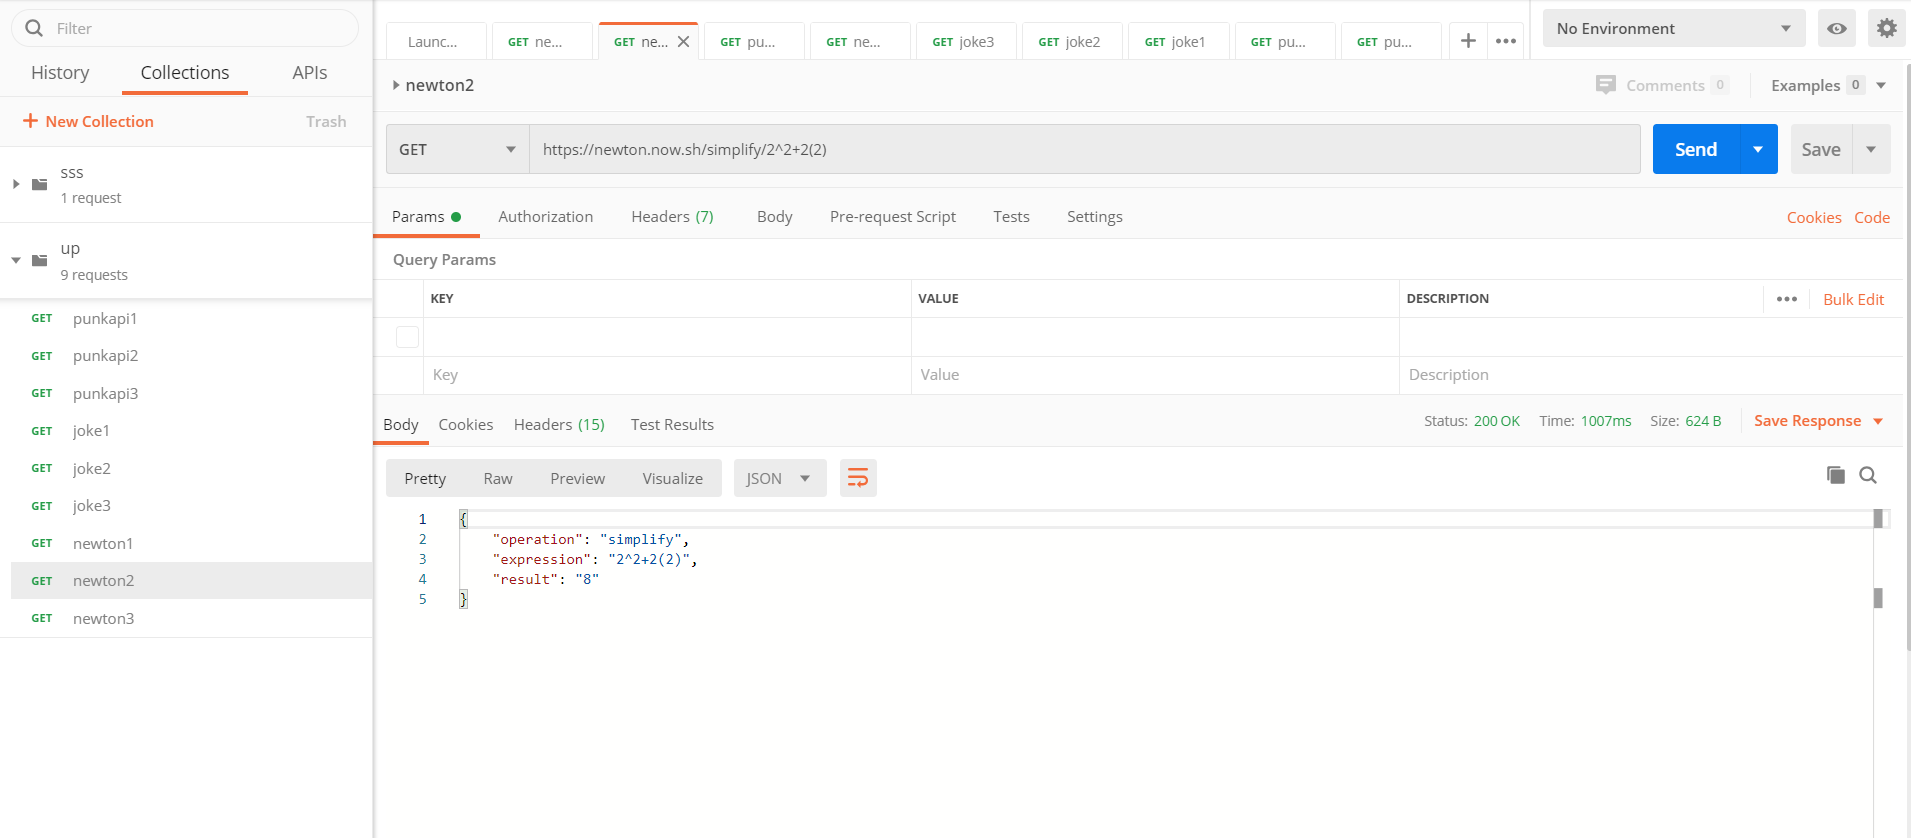 Filter
History Collections APIs
+ New Collection Trash
sss
1 request
up
9 requests
GET punkapi1
GET punkapi2
GET punkapi3
GET joke1
GET joke2
GET joke3
GET newton1
GET newton2
GET newton3
Launc... GET ne... GET ne... GET pu... GET ne... GET joke3 GET joke2 GET joke1 GET pu... GET pu...
No Environment
newton2 Comments 0 Examples 0
GET https://newton.now.sh/simplify/2^2+2(2) Send Save
Params Authorization Headers (7) Body Pre-request Script Tests Settings Cookies Code
Query Params
KEY VALUE DESCRIPTION Bulk Edit
Key Value Description
Body Cookies Headers (15) Test Results Status: 200 OK Time: 1007ms Size: 624 B Save Response
Pretty Raw Preview Visualize JSON
1 {
2 "operation": "simplify",
3 "expression": "2^2+2(2)",
4 "result": "8"
5 }